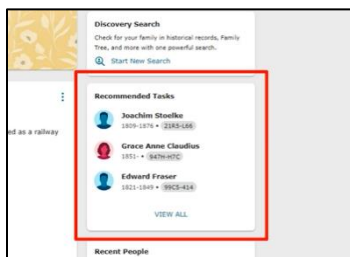 Discovery Search
Check for your family in historical records, Family
Tree, and more with one powerful search.
Start New Search
ed as a railway
Recommended Tasks
Joachim Stoelke
1809-1876 • 21RS-L66
Grace Anne Claudius
1851- • 947H-H7C
Edward Fraser
1821-1849 • 99CS-414
VIEW ALL
Recent People